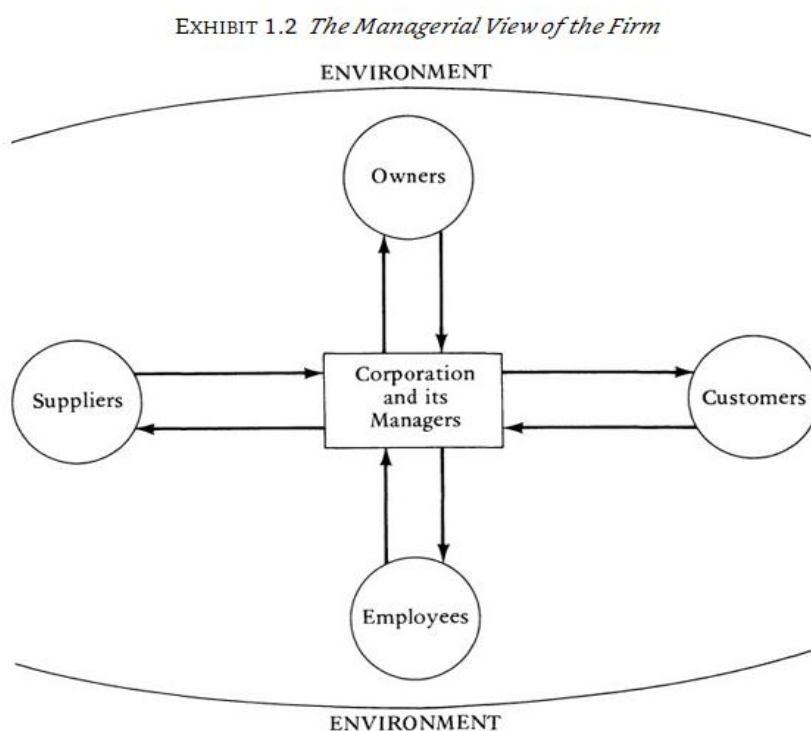 EXHIBIT 1.2 The Managerial View of the Firm
ENVIRONMENT
Owners
Suppliers
Corporation
and its
Managers
Customers
Employees
ENVIRONMENT